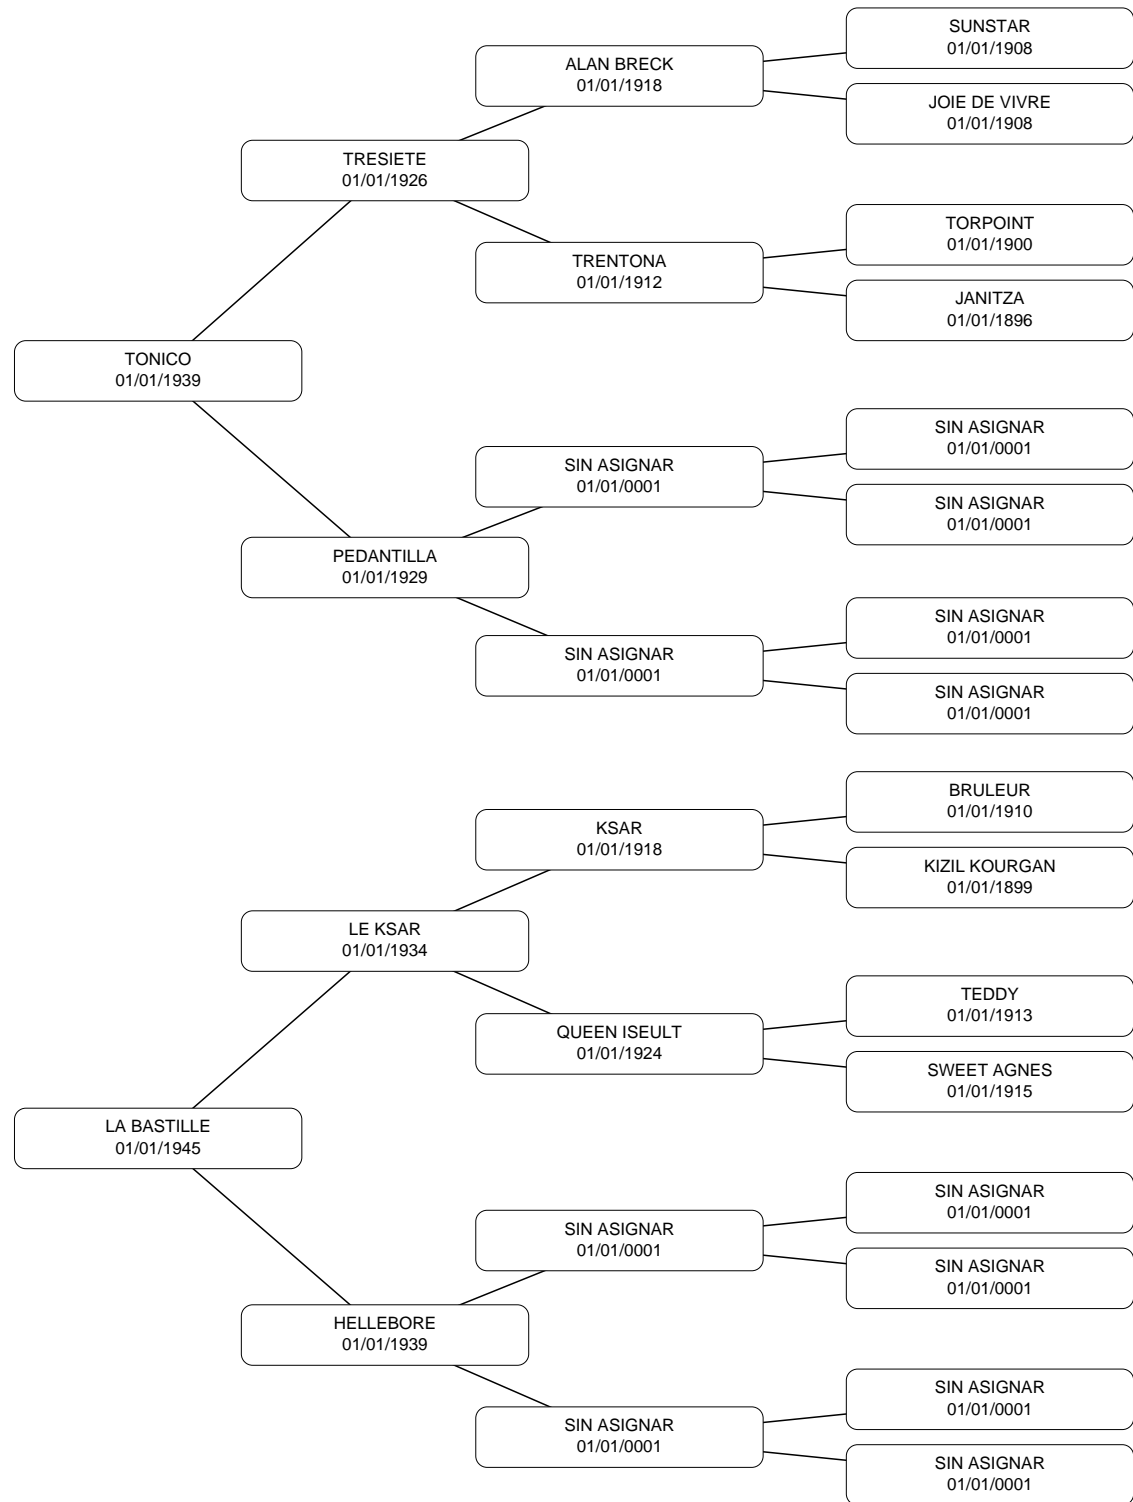 SUNSTAR
01/01/1908
ALAN BRECK
01/01/1918
JOIE DE VIVRE
01/01/1908
TRESIETE
01/01/1926
TORPOINT
01/01/1900
TRENTONA
01/01/1912
JANITZA
01/01/1896
TONICO
01/01/1939
SIN ASIGNAR
01/01/0001
SIN ASIGNAR
01/01/0001
SIN ASIGNAR
01/01/0001
PEDANTILLA
01/01/1929
SIN ASIGNAR
01/01/0001
SIN ASIGNAR
01/01/0001
SIN ASIGNAR
01/01/0001
BRULEUR
01/01/1910
KSAR
01/01/1918
KIZIL KOURGAN
01/01/1899
LE KSAR
01/01/1934
TEDDY
01/01/1913
QUEEN ISEULT
01/01/1924
SWEET AGNES
01/01/1915
LA BASTILLE
01/01/1945
SIN ASIGNAR
01/01/0001
SIN ASIGNAR
01/01/0001
SIN ASIGNAR
01/01/0001
HELLEBORE
01/01/1939
SIN ASIGNAR
01/01/0001
SIN ASIGNAR
01/01/0001
SIN ASIGNAR
01/01/0001